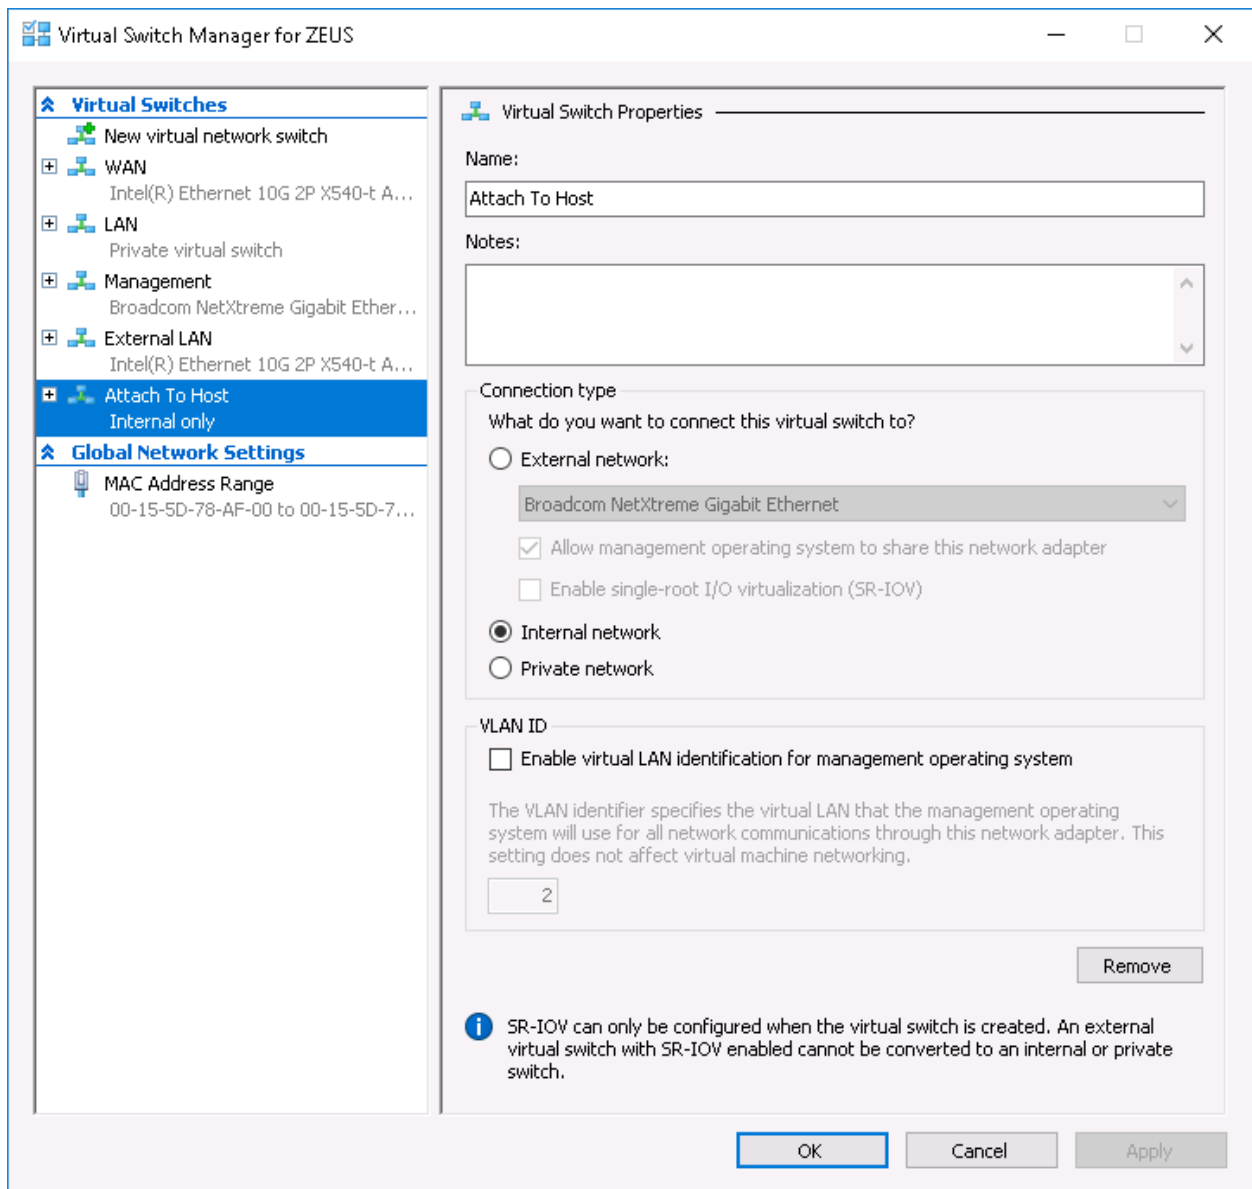 Virtual Switch Manager for ZEUS
Virtual Switches
New virtual network switch
WAN
Intel(R) Ethernet 10G 2P X540-t A...
LAN
Private virtual switch
Management
Broadcom NetXtreme Gigabit Ether...
External LAN
Intel(R) Ethernet 10G 2P X540-t A...
Attach To Host
Internal only
Global Network Settings
MAC Address Range
00-15-5D-78-AF-00 to 00-15-5D-7...
Virtual Switch Properties
Name:
Attach To Host
Notes:
Connection type
What do you want to connect this virtual switch to?
External network:
Broadcom NetXtreme Gigabit Ethernet
Allow management operating system to share this network adapter
Enable single-root I/O virtualization (SR-IOV)
Internal network
Private network
VLAN ID
Enable virtual LAN identification for management operating system
The VLAN identifier specifies the virtual LAN that the management operating
system will use for all network communications through this network adapter. This
setting does not affect virtual machine networking.
2
Remove
SR-IOV can only be configured when the virtual switch is created. An external
virtual switch with SR-IOV enabled cannot be converted to an internal or private
switch.
OK
Cancel
Apply